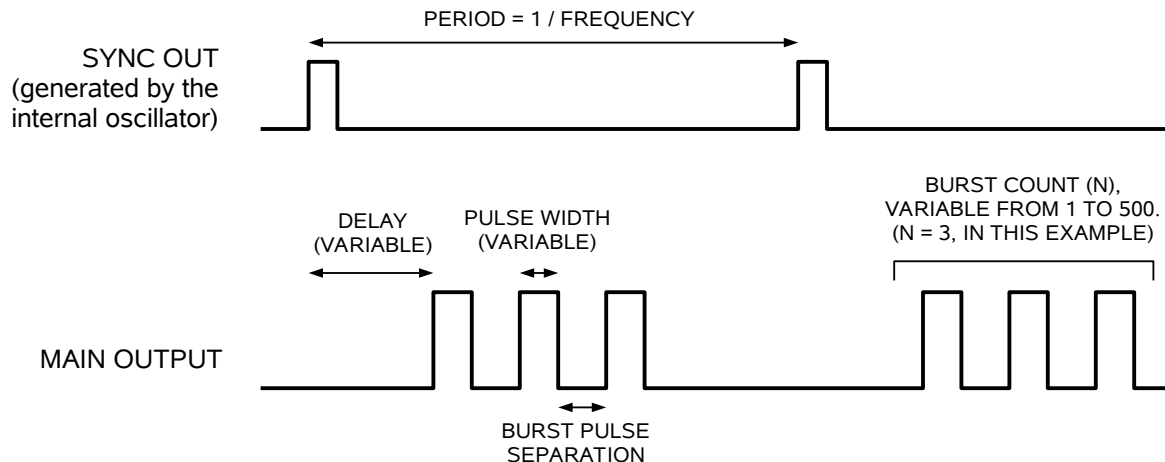 PERIOD = 1 / FREQUENCY
SYNC OUT
(generated by the
internal oscillator)
BURST COUNT (N),
VARIABLE FROM 1 TO 500.
(N = 3, IN THIS EXAMPLE)
DELAY
(VARIABLE)
PULSE WIDTH
(VARIABLE)
MAIN OUTPUT
BURST PULSE
SEPARATION